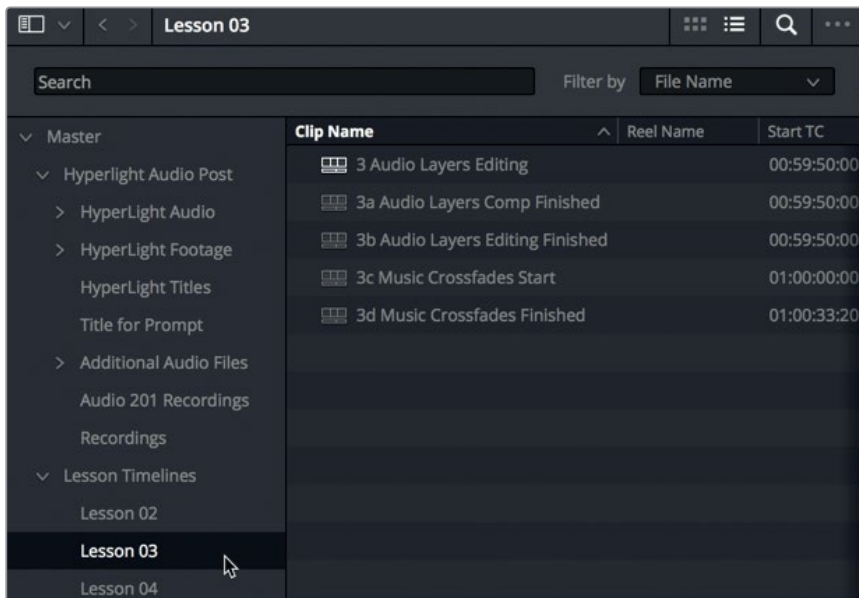 Lesson 03
Search
Filter by File Name
Master
Hyperlight Audio Post
HyperLight Audio
HyperLight Footage
HyperLight Titles
Title for Prompt
Additional Audio Files
Audio 201 Recordings
Recordings
Lesson Timelines
Lesson 02
Lesson 03
Lesson 04
Clip Name Reel Name Start TC
3 Audio Layers Editing 00:59:50:00
3a Audio Layers Comp Finished 00:59:50:00
3b Audio Layers Editing Finished 00:59:50:00
3c Music Crossfades Start 01:00:00:00
3d Music Crossfades Finished 01:00:33:20